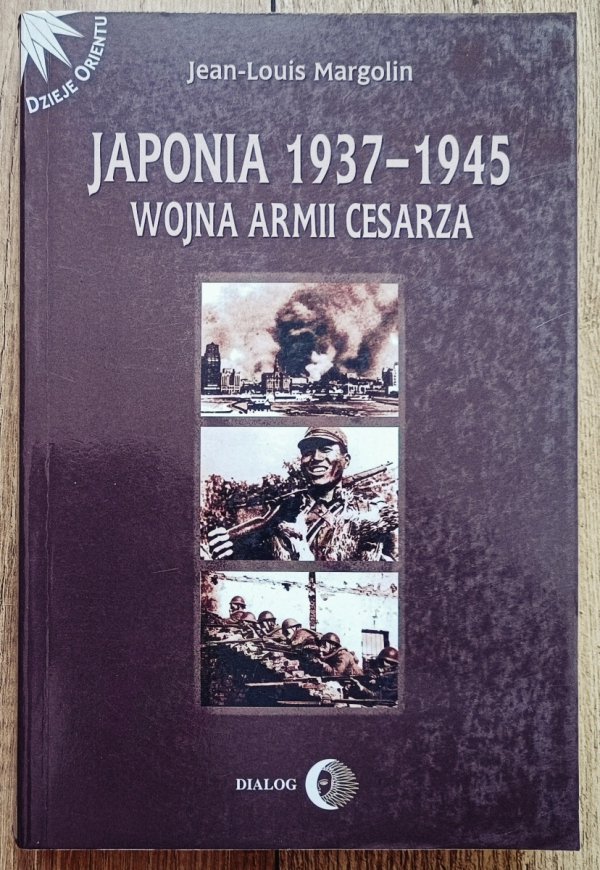 DZIEJE ORIENTU
Jean-Louis Margolin
JAPONIA 1937–1945
WOJNA ARMII CESARZA
DIALOG